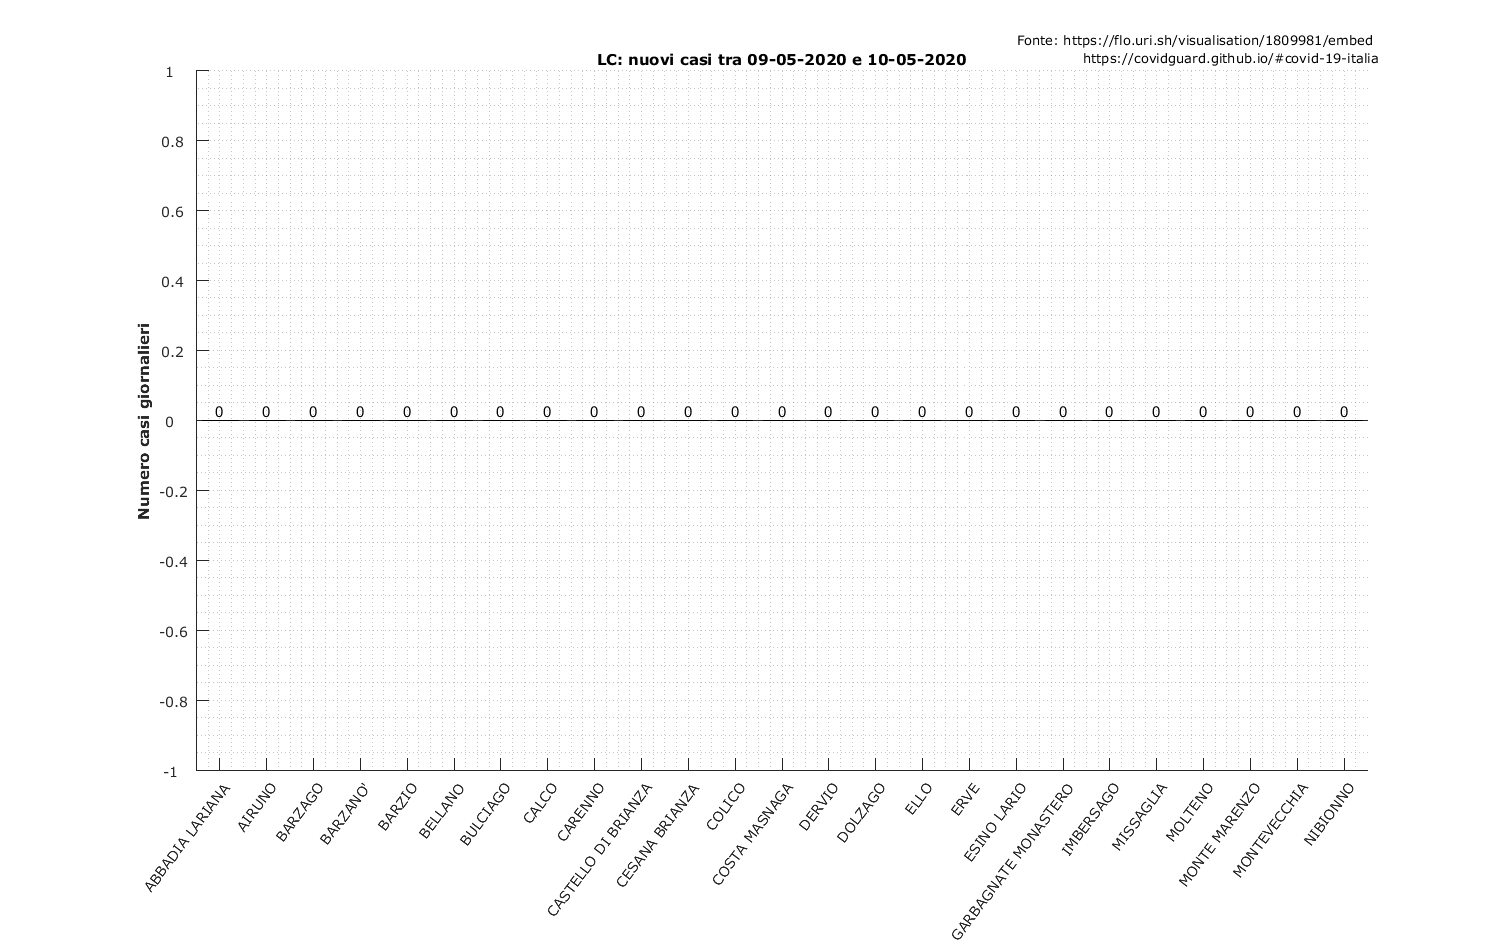 Fonte: https://flo.uri.sh/visualisation/1809981/embed
https://covidguard.github.io/#covid-19-italia
LC: nuovi casi tra 09-05-2020 e 10-05-2020
Numero casi giornalieri
1
0.8
0.6
0.4
0.2
0
-0.2
-0.4
-0.6
-0.8
-1
0 0 0 0 0 0 0 0 0 0 0 0 0 0 0 0 0 0 0 0 0 0 0 0 0
ABBADIA LARIANA
AIRUNO
BARZAGO
BARZANO'
BARZIO
BELLANO
BULCIAGO
CALCO
CARENNO
CASTELLO DI BRIANZA
CESANA BRIANZA
COLICO
COSTA MASNAGA
DERVIO
DOLZAGO
ELLO
ERVE
ESINO LARIO
GARBAGNATE MONASTERO
IMBERSAGO
MISSAGLIA
MOLTENO
MONTE MARENZO
MONTEVECCHIA
NIBIONNO